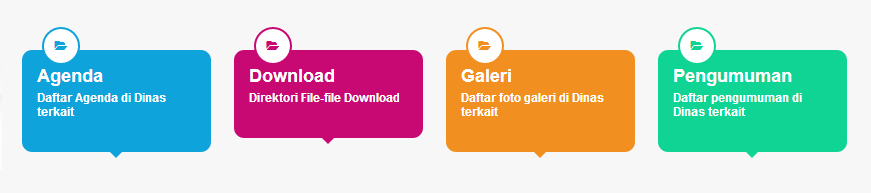 Agenda
Daftar Agenda di Dinas
terkait
Download
Direktori File-file Download
Galeri
Daftar foto galeri di Dinas
terkait
Pengumuman
Daftar pengumuman di
Dinas terkait